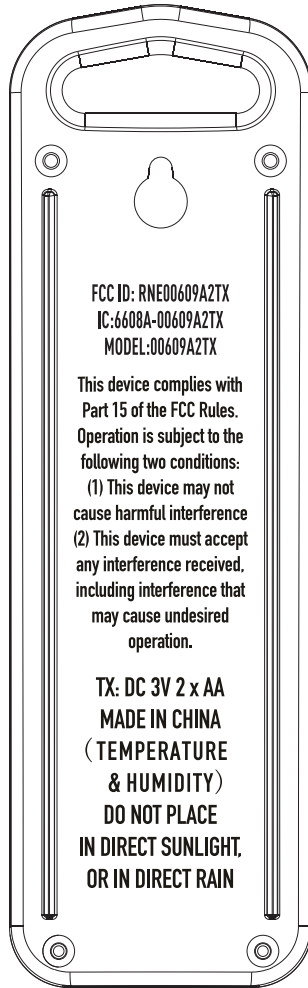 FCC ID: RNE00609A2TX
IC:6608A-00609A2TX
MODEL:00609A2TX
This device complies with
Part 15 of the FCC Rules.
Operation is subject to the
following two conditions:
(1) This device may not
cause harmful interference
(2) This device must accept
any interference received,
including interference that
may cause undesired
operation.
TX: DC 3V 2 x AA
MADE IN CHINA
（TEMPERATURE
& HUMIDITY）
DO NOT PLACE
IN DIRECT SUNLIGHT,
OR IN DIRECT RAIN